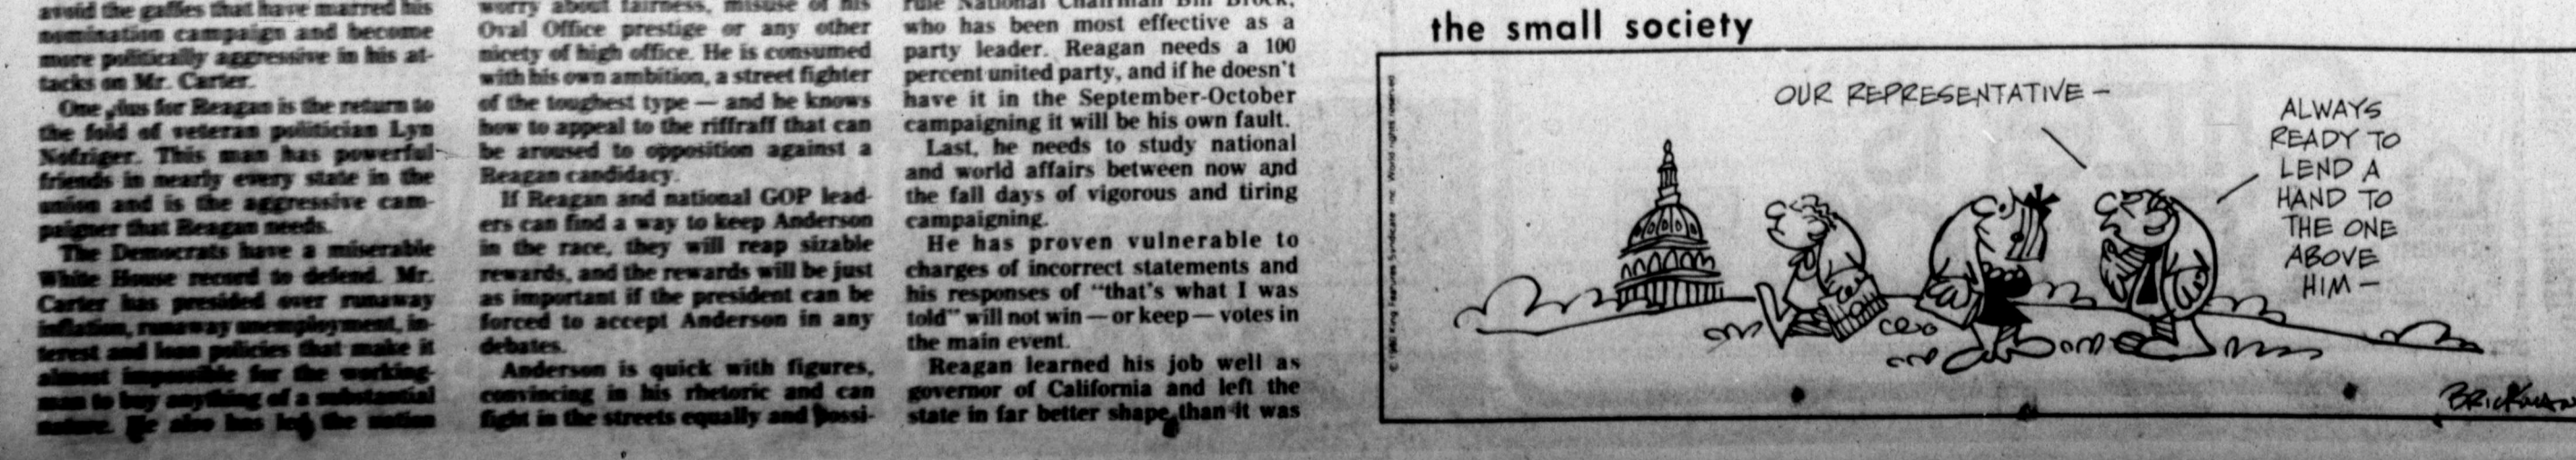 avoid the gaffes that have marred his
nomination campaign and become
more politically aggressive in his at-
tacks on Mr. Carter.
One plus for Reagan is the return to
the fold of veteran politician Lyn
Nofziger. This man has powerful
friends in nearly every state in the
union and is the aggressive cam-
paigner that Reagan needs.
The Democrats have a miserable
White House record to defend. Mr.
Carter has presided over runaway
inflation, runaway unemployment, in-
terest and loan policies that make it
almost impossible for the working-
man to buy anything of a substantial
nature. He also has led the nation
worry about fairness, misuse of his
Oval Office prestige or any other
nicety of high office. He is consumed
with his own ambition, a street fighter
of the toughest type — and he knows
how to appeal to the riffraff that can
be aroused to opposition against a
Reagan candidacy.
If Reagan and national GOP lead-
ers can find a way to keep Anderson
in the race, they will reap sizable
rewards, and the rewards will be just
as important if the president can be
forced to accept Anderson in any
debates.
Anderson is quick with figures,
convincing in his rhetoric and can
fight in the streets equally and possi-
National Chairman Bill Brock,
who has been most effective as a
party leader. Reagan needs a 100
percent united party, and if he doesn't
have it in the September-October
campaigning it will be his own fault.
Last, he needs to study national
and world affairs between now and
the fall days of vigorous and tiring
campaigning.
He has proven vulnerable to
charges of incorrect statements and
his responses of "that's what I was
told" will not win — or keep — votes in
the main event.
Reagan learned his job well as
governor of California and left the
state in far better shape than it was
the small society
OUR REPRESENTATIVE —
ALWAYS
READY TO
LEND A
HAND TO
THE ONE
ABOVE
HIM —
© 1980 King Features Syndicate, Inc. World rights reserved
BRICKMAN